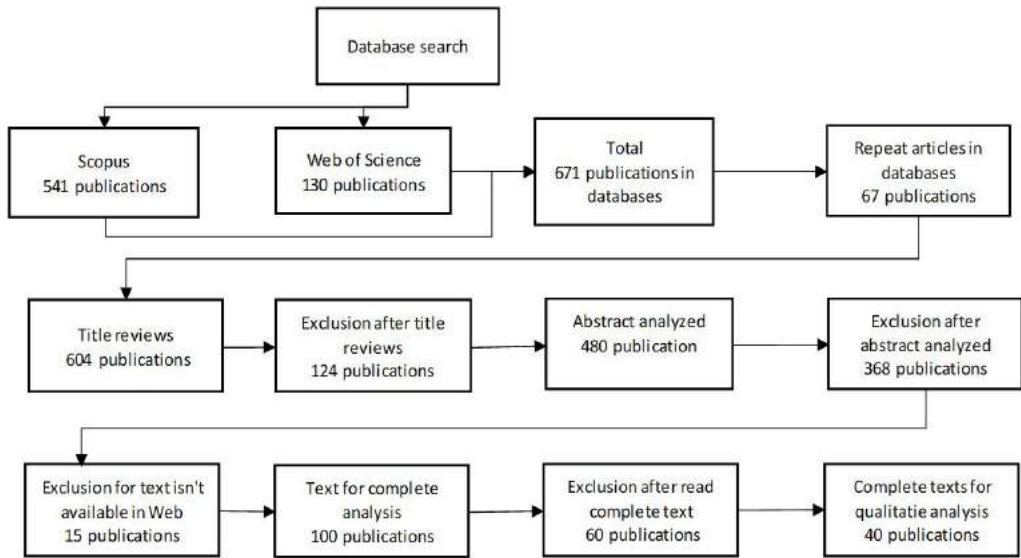 Database search
Scopus
541 publications
Web of Science
130 publications
Total
671 publications in
databases
Repeat articles in
databases
67 publications
Title reviews
604 publications
Exclusion after title
reviews
124 publications
Abstract analyzed
480 publication
Exclusion after
abstract analyzed
368 publications
Exclusion for text isn't
available in Web
15 publications
Text for complete
analysis
100 publications
Exclusion after read
complete text
60 publications
Complete texts for
qualitatie analysis
40 publications